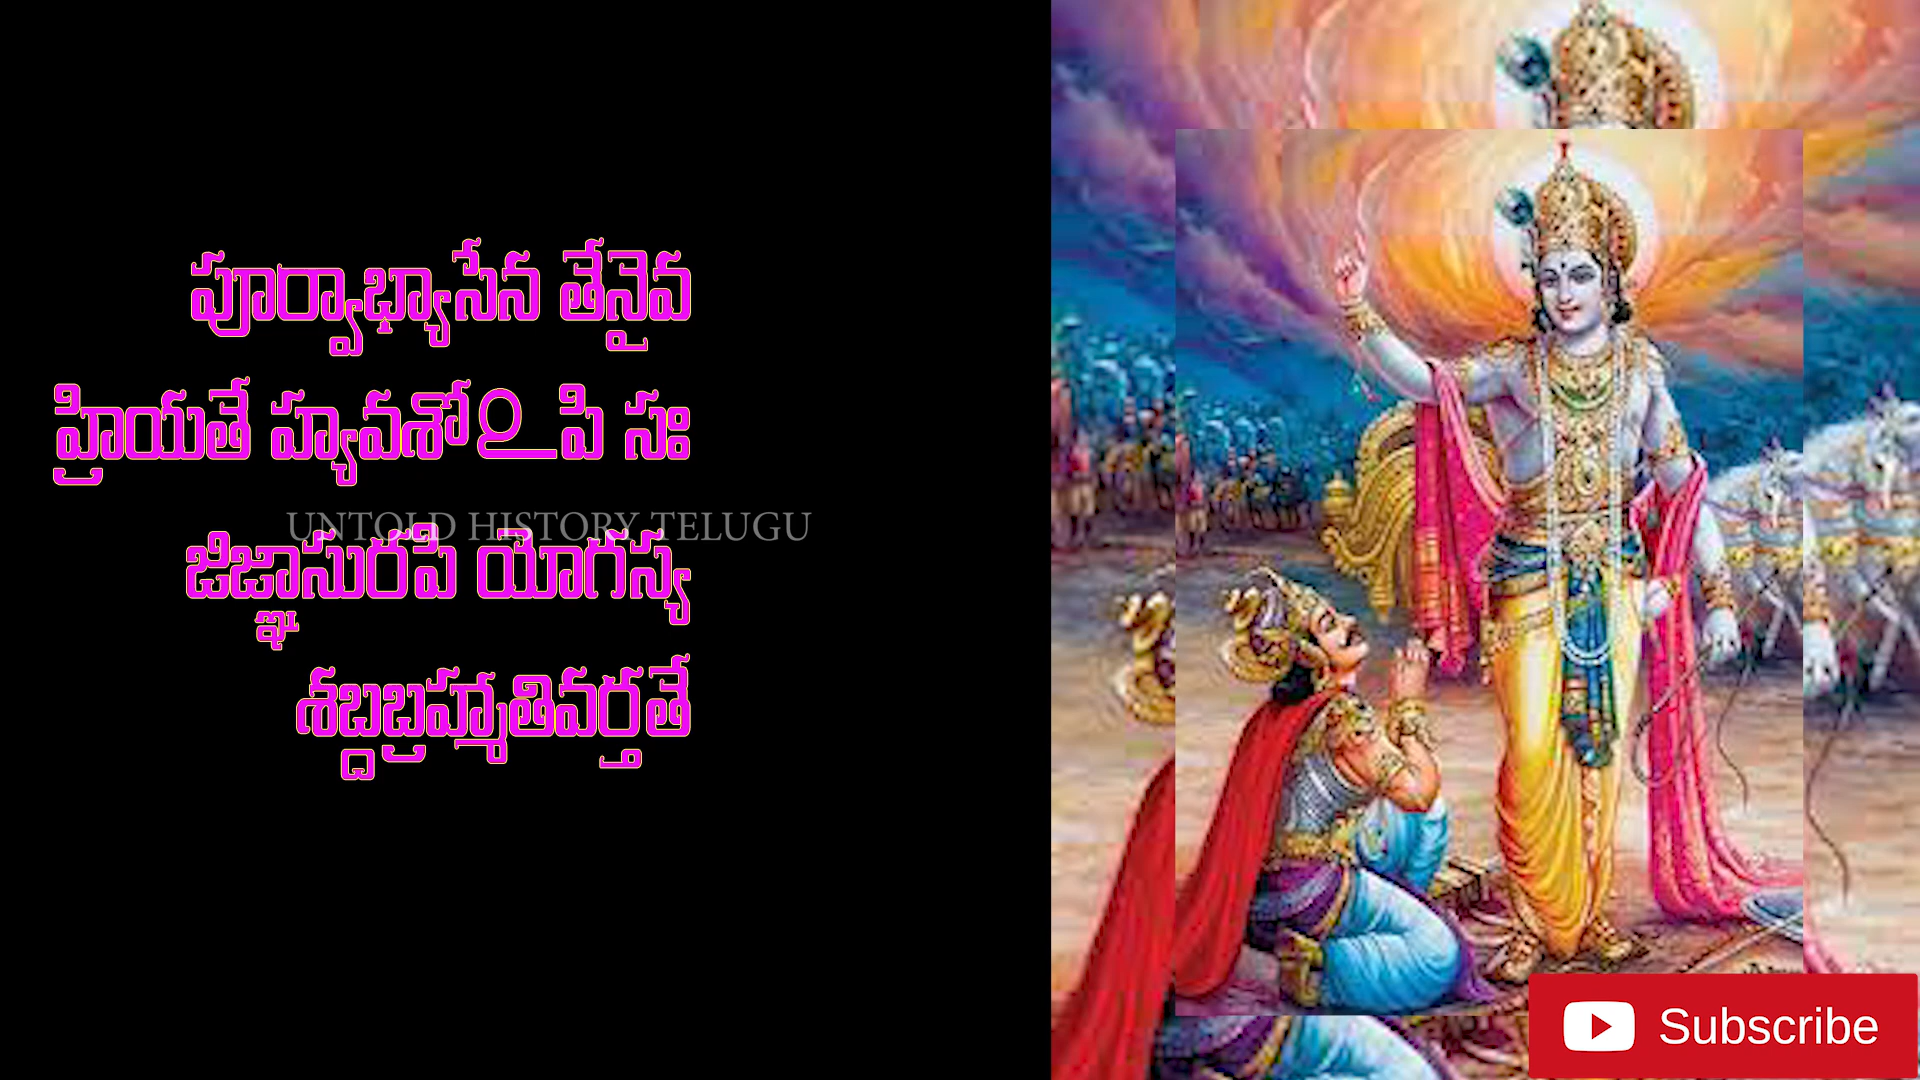 పూర్వాభ్యాసేన తేనైవ
హ్రియతే హ్యవశోఽపి సః
UNTOLD HISTORY TELUGU
జిజ్ఞాసురపి యోగస్య
శబ్దబ్రహ్మాతివర్తతే
Subscribe